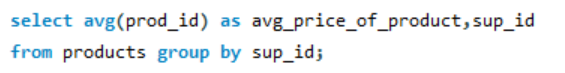 select avg(prod_id) as avg_price_of_product,sup_id
from products group by sup_id;